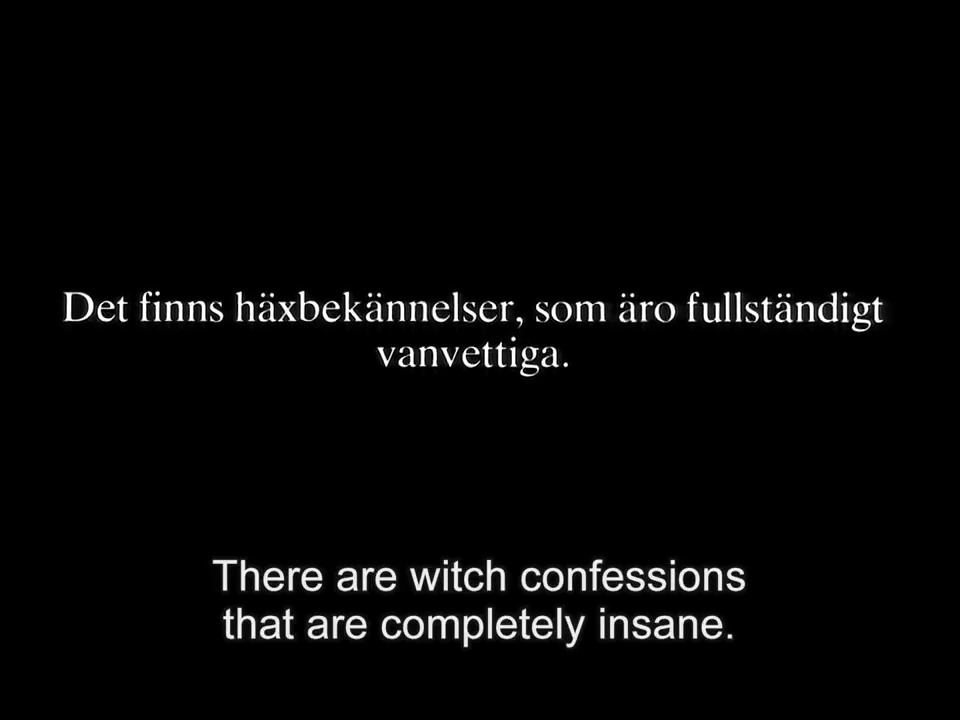 Det finns häxbekännelser, som äro fullständigt
vanvettiga.
There are witch confessions
that are completely insane.